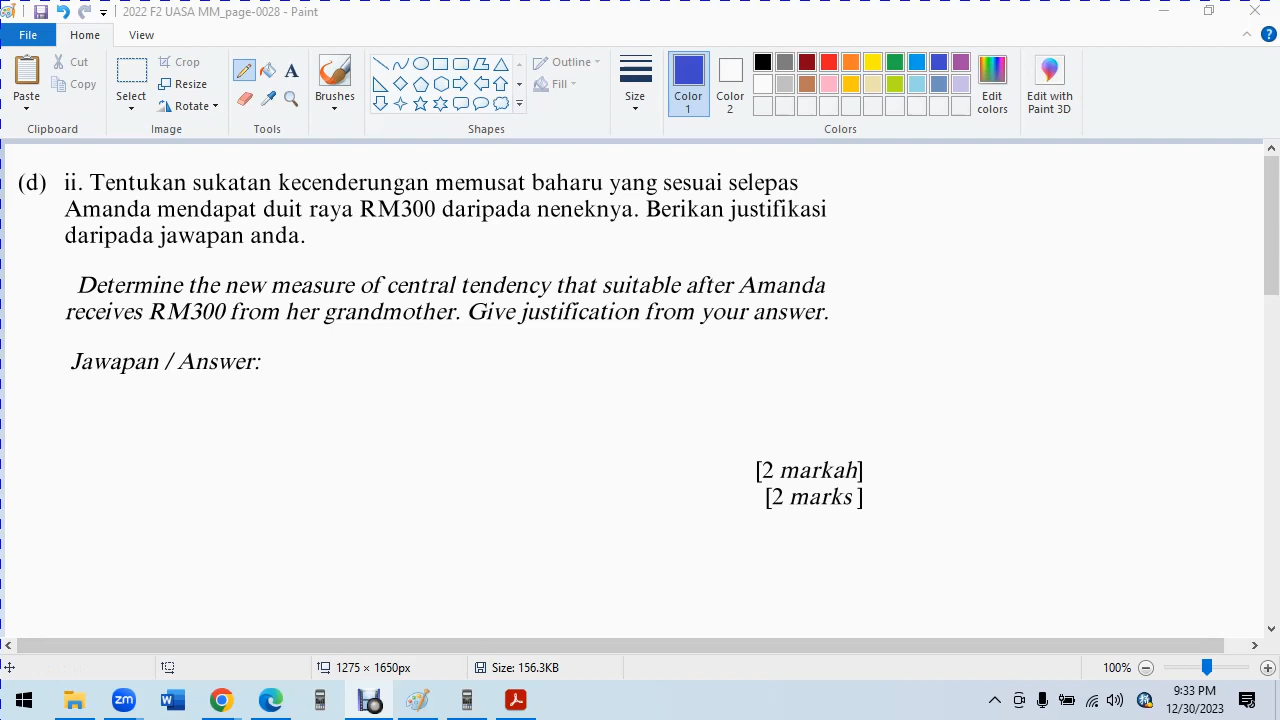 2022 F2 UASA MM_page-0028 - Paint
File Home View
Paste
Cut
Copy
Clipboard
Select
Crop
Resize
Rotate
Image
A
Tools
Brushes
Outline
Fill
Shapes
Size
Color
1
Color
2
Edit
colors
Colors
Edit with
Paint 3D
(d) ii. Tentukan sukatan kecenderungan memusat baharu yang sesuai selepas
Amanda mendapat duit raya RM300 daripada neneknya. Berikan justifikasi
daripada jawapan anda.
Determine the new measure of central tendency that suitable after Amanda
receives RM300 from her grandmother. Give justification from your answer.
Jawapan / Answer:
[2 markah]
[2 marks ]
1275 × 1650px
Size: 156.3KB
100%
zm
W
9:33 PM
12/30/2023